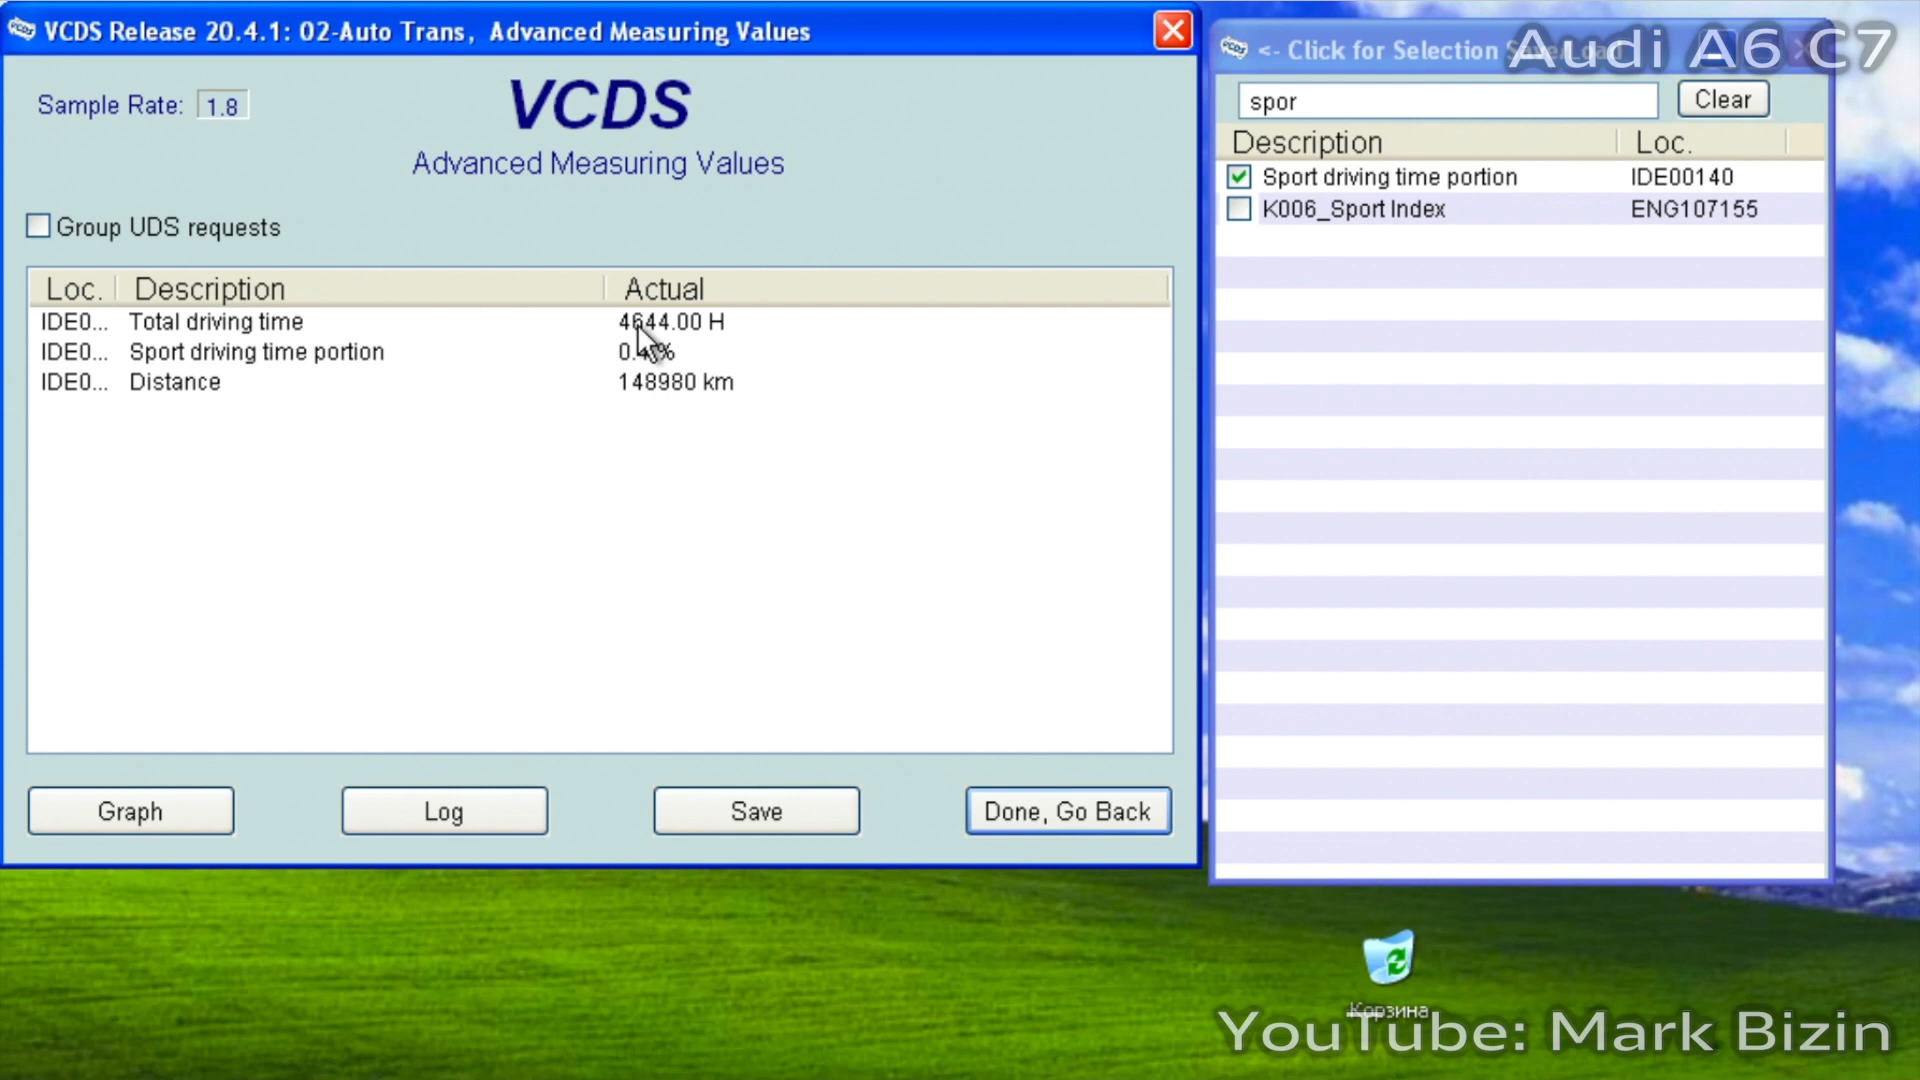 VCDS Release 20.4.1: 02-Auto Trans,  Advanced Measuring Values
Sample Rate: 1.8
VCDS
Advanced Measuring Values
Group UDS requests
Loc. Description Actual
IDE0... Total driving time 4644.00 H
IDE0... Sport driving time portion
IDE0... Distance 148980 km
Graph Log Save Done, Go Back
<- Click for Selection
Audi A6 C7
spor Clear
Description Loc.
Sport driving time portion IDE00140
K006_Sport Index ENG107155
Корзина
YouTube: Mark Bizin